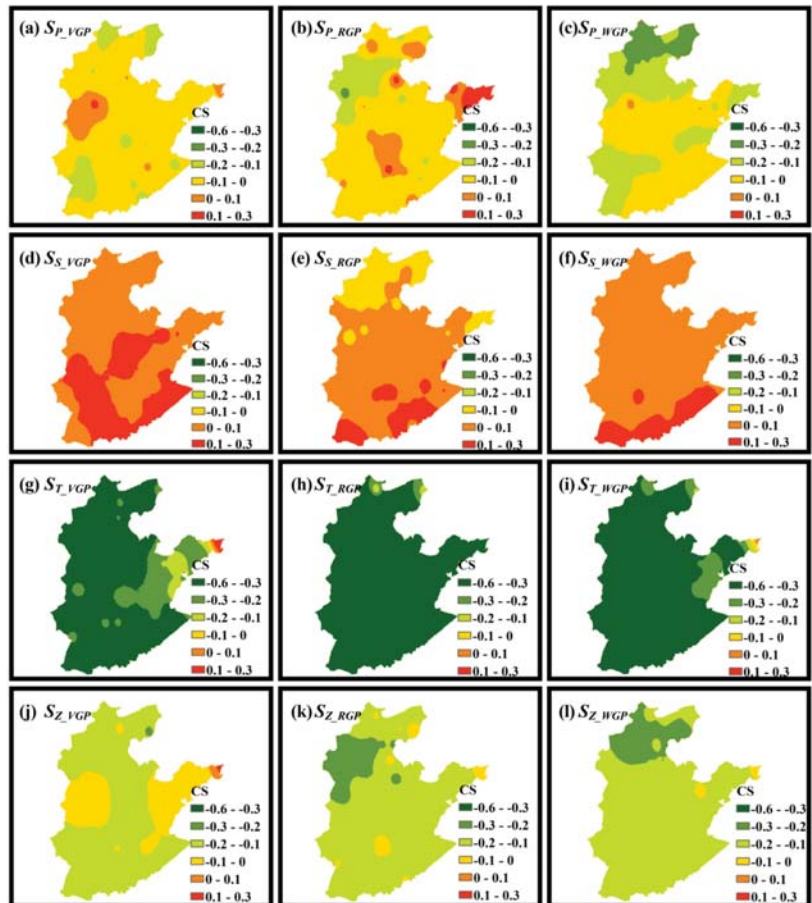 (a) S_P_VGP
CS
-0.6 - -0.3
-0.3 - -0.2
-0.2 - -0.1
-0.1 - 0
0 - 0.1
0.1 - 0.3
(b) S_P_RGP
CS
-0.6 - -0.3
-0.3 - -0.2
-0.2 - -0.1
-0.1 - 0
0 - 0.1
0.1 - 0.3
(c) S_P_WGP
CS
-0.6 - -0.3
-0.3 - -0.2
-0.2 - -0.1
-0.1 - 0
0 - 0.1
0.1 - 0.3
(d) S_S_VGP
CS
-0.6 - -0.3
-0.3 - -0.2
-0.2 - -0.1
-0.1 - 0
0 - 0.1
0.1 - 0.3
(e) S_S_RGP
CS
-0.6 - -0.3
-0.3 - -0.2
-0.2 - -0.1
-0.1 - 0
0 - 0.1
0.1 - 0.3
(f) S_S_WGP
CS
-0.6 - -0.3
-0.3 - -0.2
-0.2 - -0.1
-0.1 - 0
0 - 0.1
0.1 - 0.3
(g) S_T_VGP
CS
-0.6 - -0.3
-0.3 - -0.2
-0.2 - -0.1
-0.1 - 0
0 - 0.1
0.1 - 0.3
(h) S_T_RGP
CS
-0.6 - -0.3
-0.3 - -0.2
-0.2 - -0.1
-0.1 - 0
0 - 0.1
0.1 - 0.3
(i) S_T_WGP
CS
-0.6 - -0.3
-0.3 - -0.2
-0.2 - -0.1
-0.1 - 0
0 - 0.1
0.1 - 0.3
(j) S_Z_VGP
CS
-0.6 - -0.3
-0.3 - -0.2
-0.2 - -0.1
-0.1 - 0
0 - 0.1
0.1 - 0.3
(k) S_Z_RGP
CS
-0.6 - -0.3
-0.3 - -0.2
-0.2 - -0.1
-0.1 - 0
0 - 0.1
0.1 - 0.3
(l) S_Z_WGP
CS
-0.6 - -0.3
-0.3 - -0.2
-0.2 - -0.1
-0.1 - 0
0 - 0.1
0.1 - 0.3